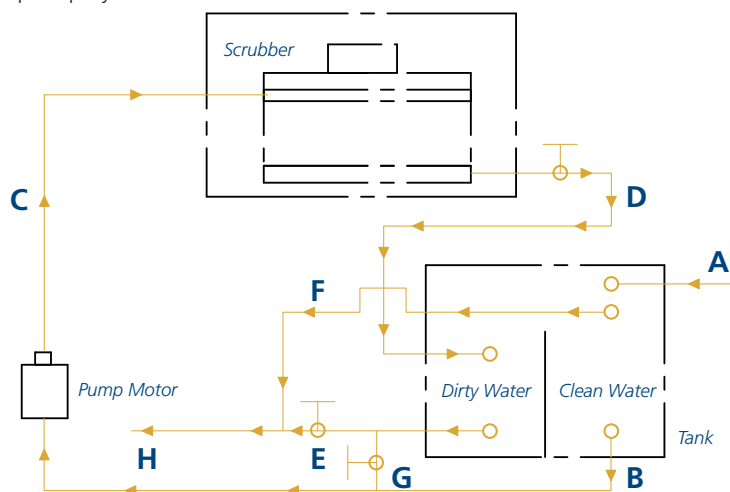 Scrubber
C
D
A
F
Pump Motor
Dirty Water
Clean Water
Tank
H
E
G
B